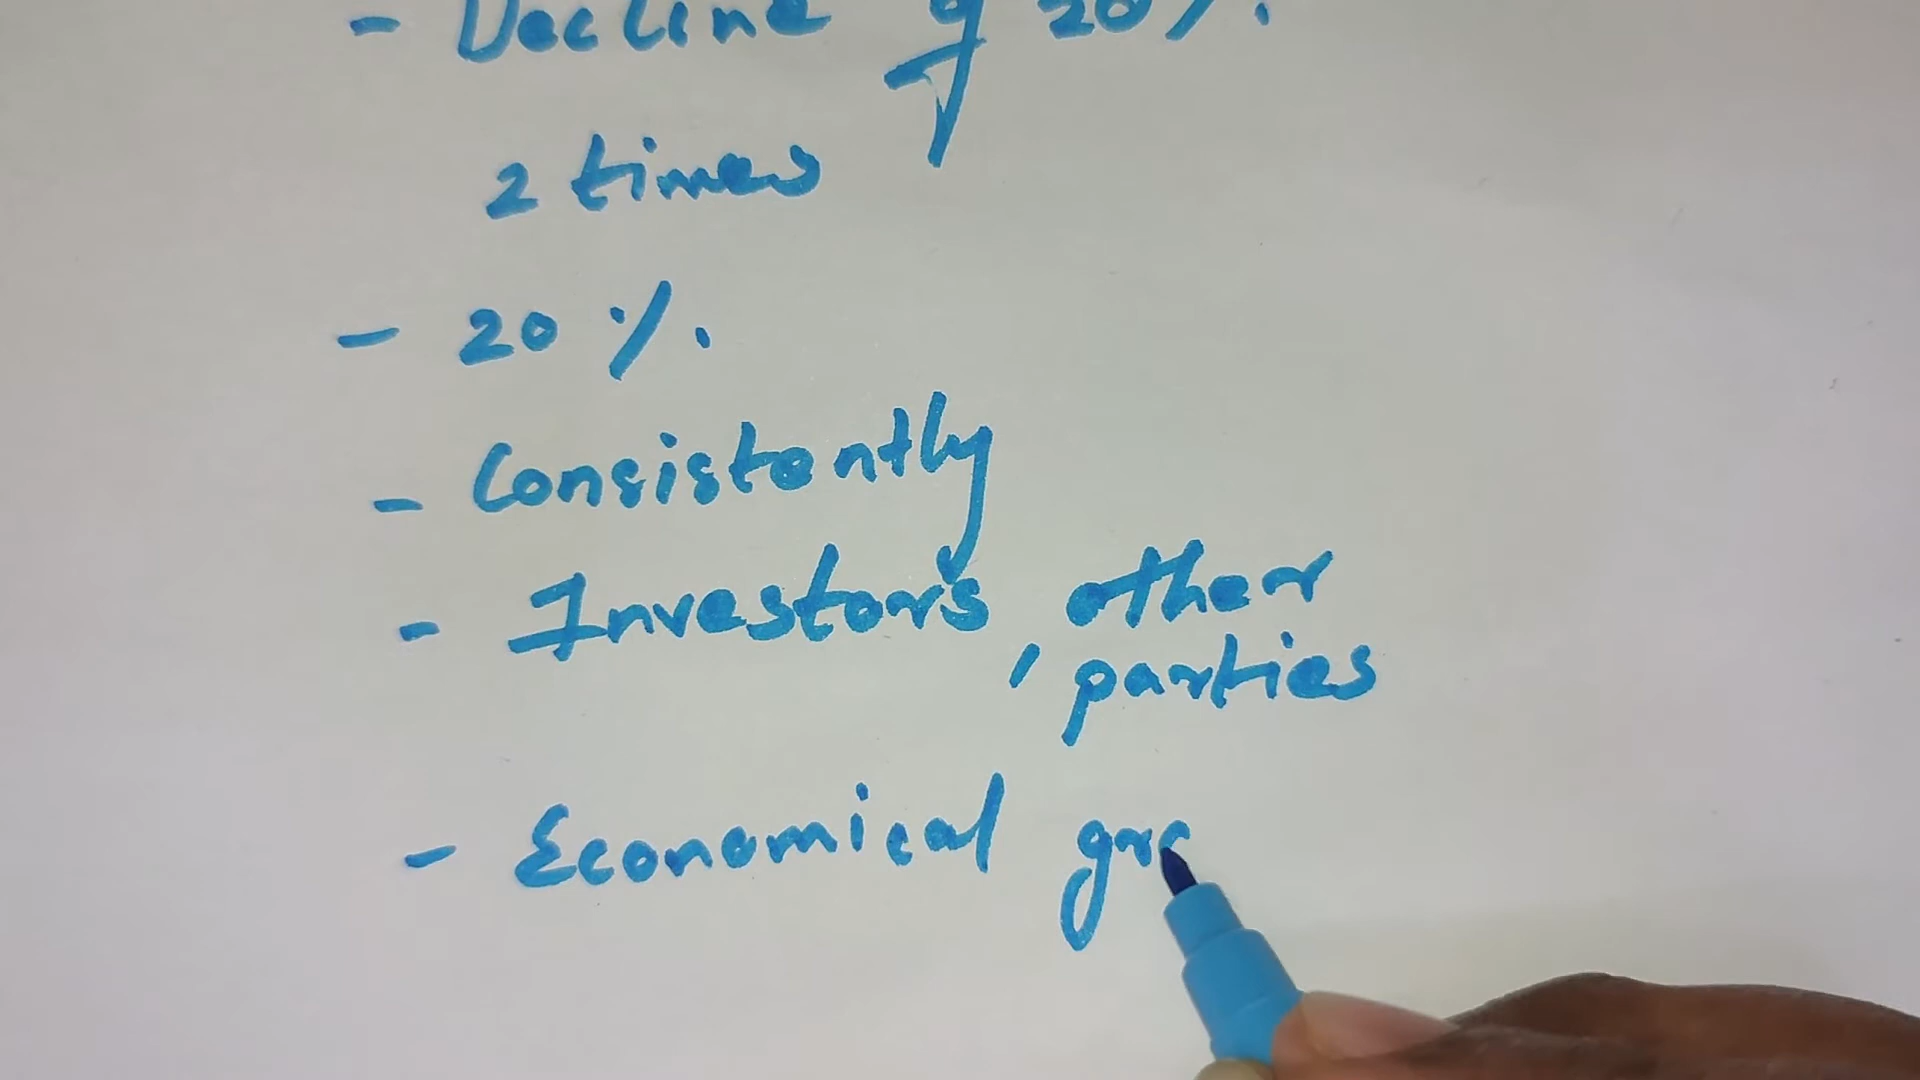 - Decline of 20%.
2 times
- 20%.
- Consistently
- Investors, other
parties
- Economical gro